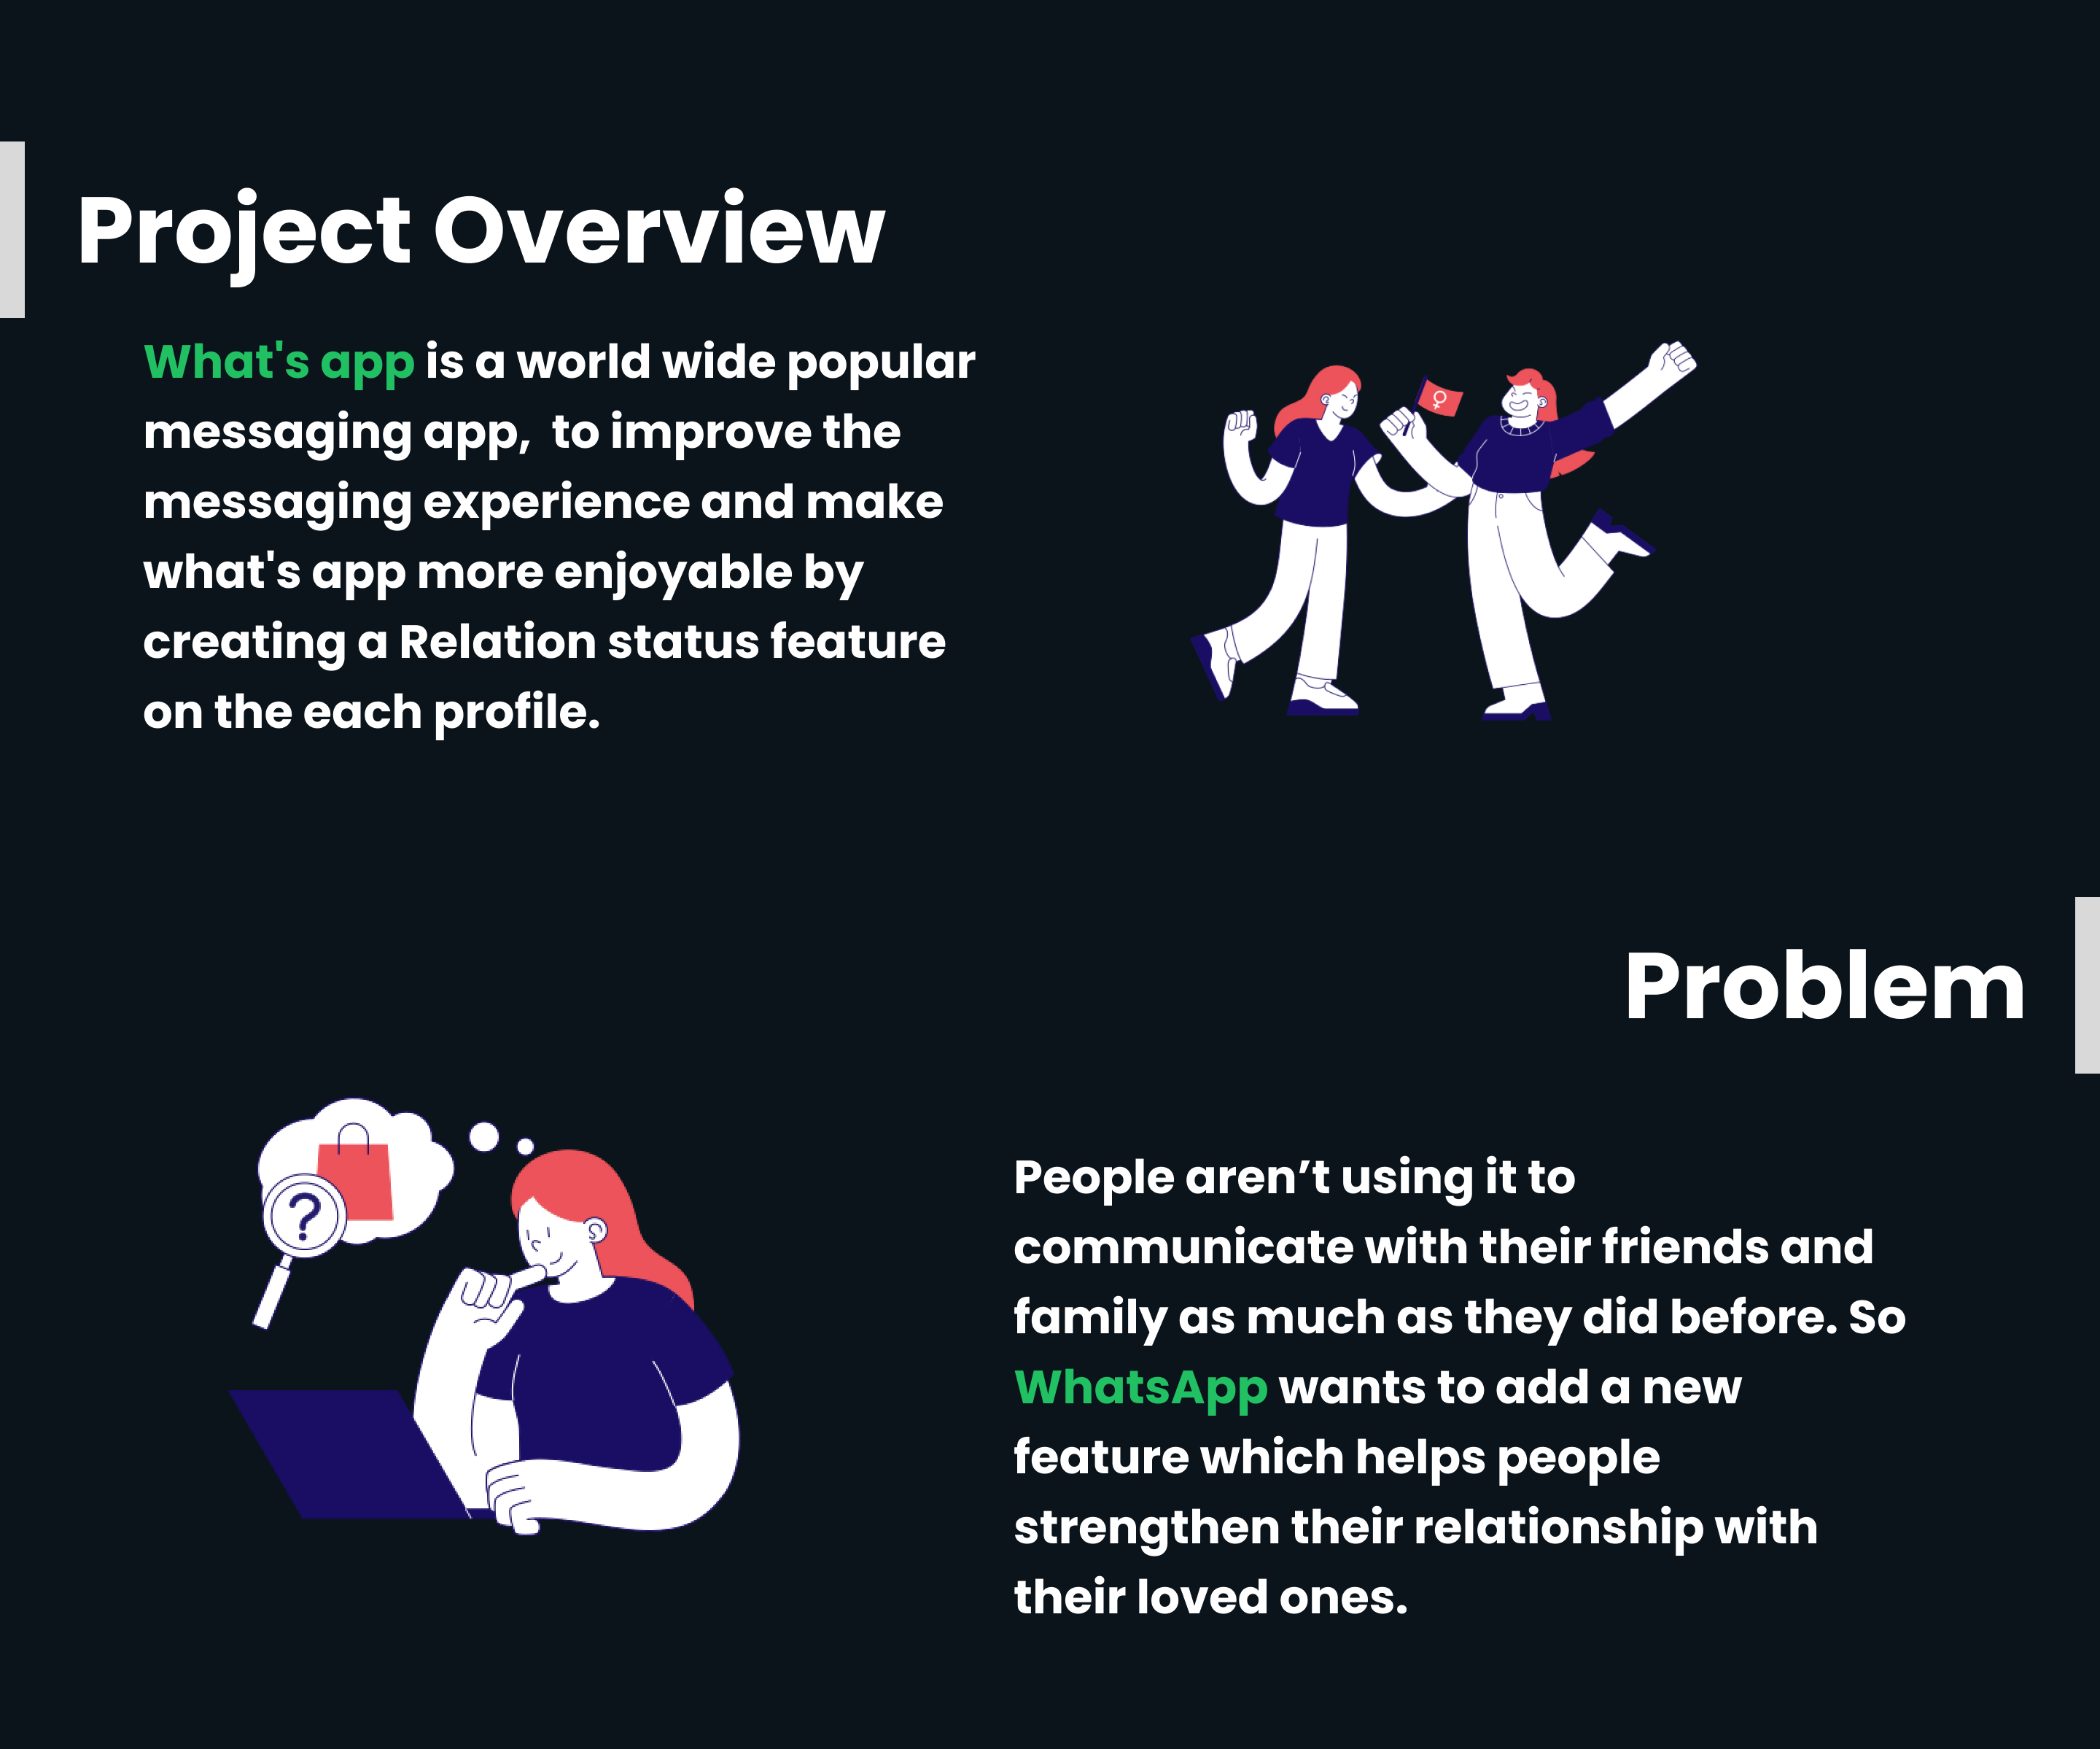 Project Overview
What's app is a world wide popular
messaging app,  to improve the
messaging experience and make
what's app more enjoyable by
creating a Relation status feature
on the each profile.
Problem
?
People aren’t using it to
communicate with their friends and
family as much as they did before. So
WhatsApp wants to add a new
feature which helps people
strengthen their relationship with
their loved ones.